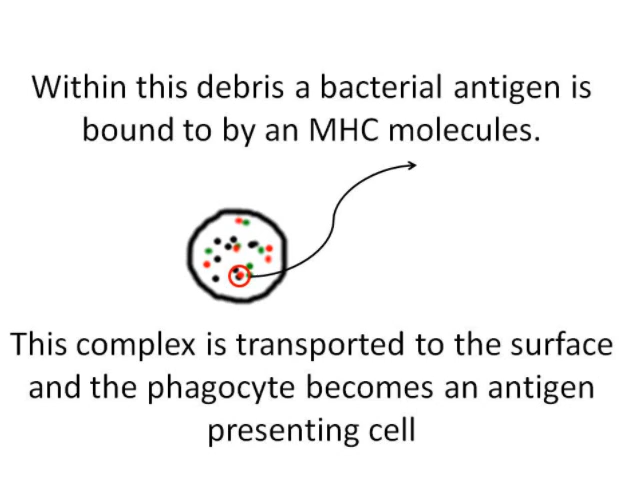 Within this debris a bacterial antigen is
bound to by an MHC molecules.
This complex is transported to the surface
and the phagocyte becomes an antigen
presenting cell